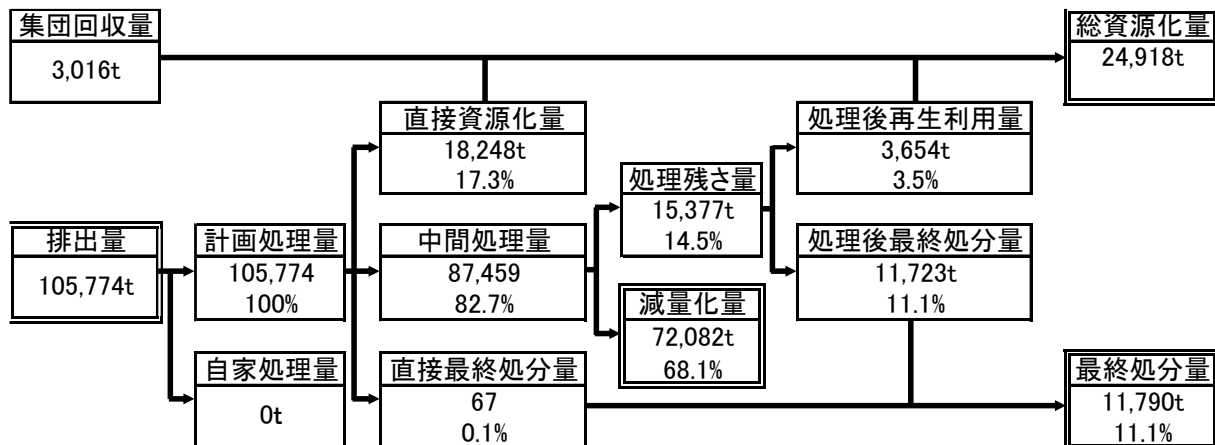 集団回収量
3,016t
総資源化量
24,918t
直接資源化量
18,248t
17.3%
処理後再生利用量
3,654t
3.5%
処理残さ量
15,377t
14.5%
排出量
105,774t
計画処理量
105,774
100%
中間処理量
87,459
82.7%
処理後最終処分量
11,723t
11.1%
減量化量
72,082t
68.1%
自家処理量
0t
直接最終処分量
67
0.1%
最終処分量
11,790t
11.1%